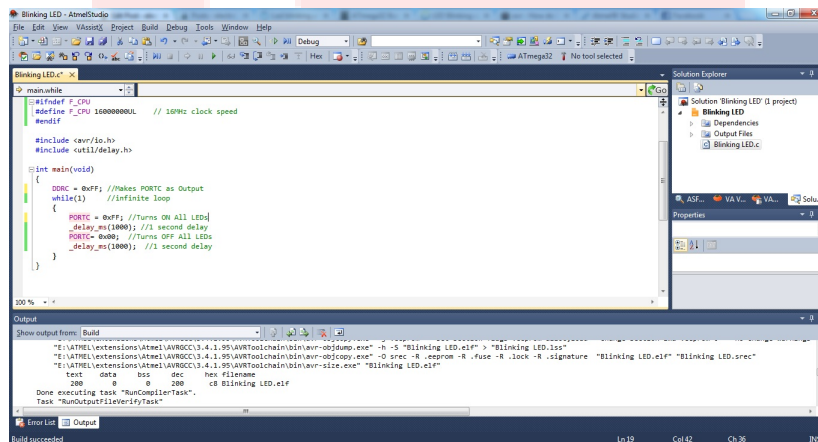 Blinking LED - AtmelStudio
File Edit View VAssistX Project Build Debug Tools Window Help
Debug
Hex ATmega32 No tool selected
Blinking LED.c* Solution Explorer
main.while Go
#ifndef F_CPU
#define F_CPU 16000000UL // 16MHz clock speed
#endif
#include <avr/io.h>
#include <util/delay.h>
int main(void)
{
DDRC = 0xFF; //Makes PORTC as Output
while(1) //infinite loop
{
PORTC = 0xFF; //Turns ON All LEDs
_delay_ms(1000); //1 second delay
PORTC= 0x00; //Turns OFF All LEDs
_delay_ms(1000); //1 second delay
}
}
100 %
Solution 'Blinking LED' (1 project)
Blinking LED
Dependencies
Output Files
Blinking LED.c
ASF... VA V... VA... Solu...
Properties
Output
Show output from: Build
"E:\ATMEL\extensions\Atmel\AVRGCC\3.4.1.95\AVRToolchain\bin\avr-objdump.exe" -h -S "Blinking LED.elf" > "Blinking LED.lss"
"E:\ATMEL\extensions\Atmel\AVRGCC\3.4.1.95\AVRToolchain\bin\avr-objcopy.exe" -O srec -R .eeprom -R .fuse -R .lock -R .signature "Blinking LED.elf" "Blinking LED.srec"
"E:\ATMEL\extensions\Atmel\AVRGCC\3.4.1.95\AVRToolchain\bin\avr-size.exe" "Blinking LED.elf"
text data bss dec hex filename
200 0 0 200 c8 Blinking LED.elf
Done executing task "RunCompilerTask".
Task "RunOutputFileVerifyTask"
Error List Output
Build succeeded Ln 19 Col 42 Ch 36 INS